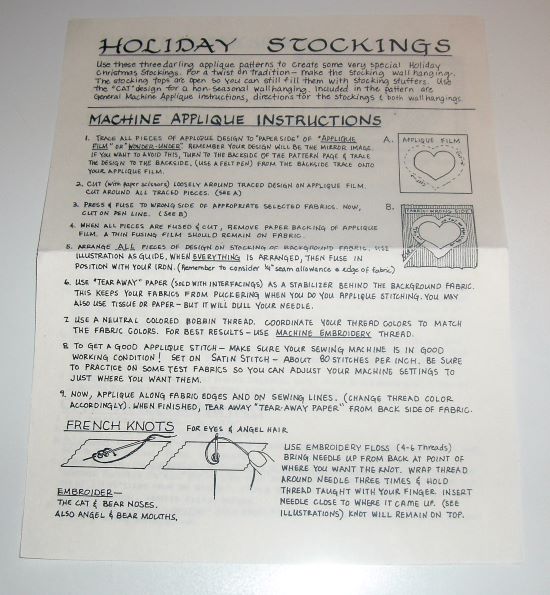 HOLIDAY STOCKINGS
Use these three darling applique patterns to create some very special Holiday
Christmas Stockings. For a twist on tradition - make the stocking wall hanging.
The stocking tops are open so you can still fill them with stocking stuffers. Use
the "CAT" design for a non-seasonal wall hanging. Included in the pattern are
General Machine Applique instructions, directions for the stockings & both wall hangings.
MACHINE APPLIQUE INSTRUCTIONS
1. TRACE ALL PIECES OF APPLIQUE DESIGN TO "PAPER SIDE" OF "APPLIQUE
FILM" OR "WONDER-UNDER". REMEMBER YOUR DESIGN WILL BE THE MIRROR IMAGE.
IF YOU WANT TO AVOID THIS, TURN TO THE BACKSIDE OF THE PATTERN PAGE & TRACE
THE DESIGN TO THE BACKSIDE, (USE A FELT PEN) FROM THE BACKSIDE TRACE ONTO
YOUR APPLIQUE FILM.
A.
APPLIQUE FILM
2. CUT (with paper scissors) LOOSELY AROUND TRACED DESIGN ON APPLIQUE FILM.
CUT AROUND ALL TRACED PIECES. (SEE A)
3. PRESS & FUSE TO WRONG SIDE OF APPROPRIATE SELECTED FABRICS. NOW,
CUT ON PEN LINE. (SEE B)
B.
FABRIC-WRONG SIDE
4. WHEN ALL PIECES ARE FUSED & CUT, REMOVE PAPER BACKING OF APPLIQUE
FILM. A THIN FUSING FILM SHOULD REMAIN ON FABRIC.
5. ARRANGE ALL PIECES OF DESIGN ON STOCKING OR BACKGROUND FABRIC. USE
ILLUSTRATION AS GUIDE, WHEN EVERYTHING IS ARRANGED, THEN FUSE IN
POSITION WITH YOUR IRON. (Remember to consider ¼" seam allowance @ edge of fabric)
6. USE "TEAR AWAY" PAPER (SOLD WITH INTERFACINGS) AS A STABILIZER BEHIND THE BACKGROUND FABRIC.
THIS KEEPS YOUR FABRICS FROM PUCKERING WHEN YOU DO YOU APPLIQUE STITCHING. YOU MAY
ALSO USE TISSUE OR PAPER - BUT IT WILL DULL YOUR NEEDLE.
7. USE A NEUTRAL COLORED BOBBIN THREAD. COORDINATE YOUR THREAD COLORS TO MATCH
THE FABRIC COLORS. FOR BEST RESULTS - USE MACHINE EMBROIDERY THREAD.
8. TO GET A GOOD APPLIQUE STITCH - MAKE SURE YOUR SEWING MACHINE IS IN GOOD
WORKING CONDITION! SET ON SATIN STITCH - ABOUT 80 STITCHES PER INCH. BE SURE
TO PRACTICE ON SOME TEST FABRICS SO YOU CAN ADJUST YOUR MACHINE SETTINGS TO
JUST WHERE YOU WANT THEM.
9. NOW, APPLIQUE ALONG FABRIC EDGES AND ON SEWING LINES. (CHANGE THREAD COLOR
ACCORDINGLY). WHEN FINISHED, TEAR AWAY "TEAR-AWAY PAPER" FROM BACK SIDE OF FABRIC.
FRENCH KNOTS FOR EYES & ANGEL HAIR
USE EMBROIDERY FLOSS (4-6 Threads)
BRING NEEDLE UP FROM BACK AT POINT OF
WHERE YOU WANT THE KNOT. WRAP THREAD
AROUND NEEDLE THREE TIMES & HOLD
THREAD TAUGHT WITH YOUR FINGER. INSERT
NEEDLE CLOSE TO WHERE IT CAME UP. (SEE
ILLUSTRATIONS) KNOT WILL REMAIN ON TOP.
EMBROIDER -
THE CAT & BEAR NOSES.
ALSO ANGEL & BEAR MOUTHS.